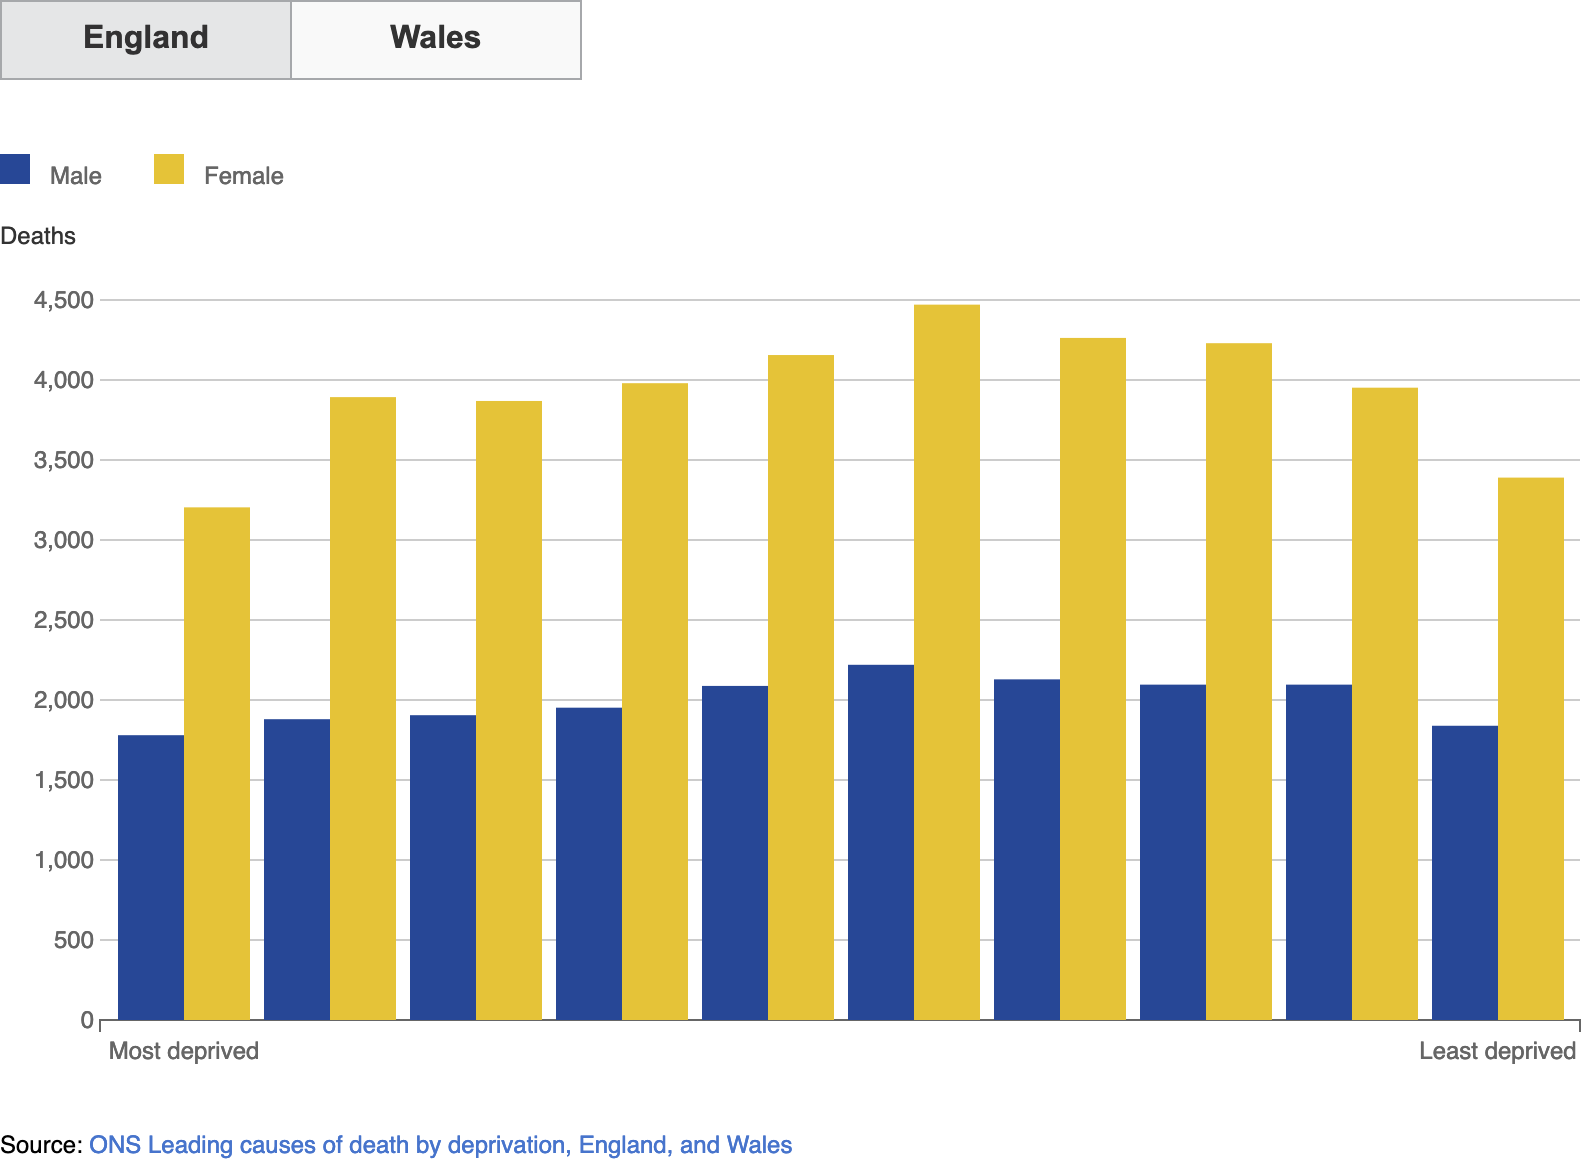 England
Wales
Male
Female
Deaths
4,500
4,000
3,500
3,000
2,500
2,000
1,500
1,000
500
0
Most deprived
Least deprived
Source: ONS Leading causes of death by deprivation, England, and Wales